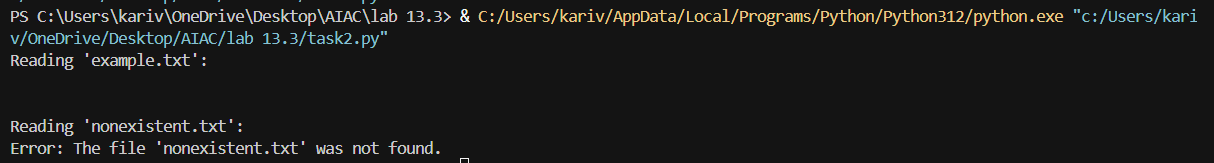 PS C:\Users\kariv\OneDrive\Desktop\AIAC\lab 13.3> & C:/Users/kariv/AppData/Local/Programs/Python/Python312/python.exe "c:/Users/kari
v/OneDrive/Desktop/AIAC/lab 13.3/task2.py"
Reading 'example.txt':
Reading 'nonexistent.txt':
Error: The file 'nonexistent.txt' was not found.